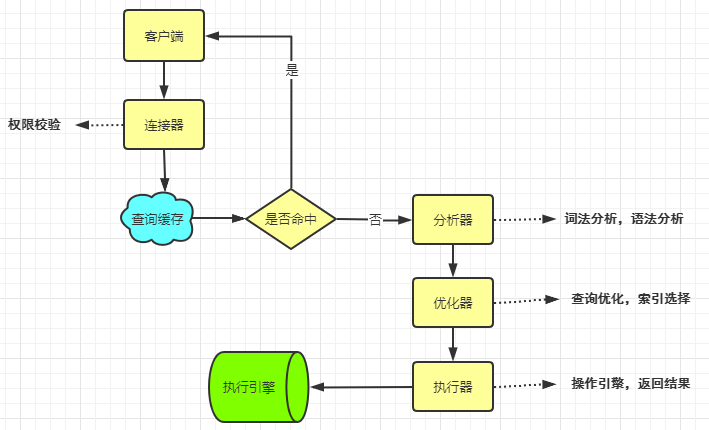 客户端
是
权限校验
连接器
查询缓存
是否命中
否
分析器
词法分析，语法分析
优化器
查询优化，索引选择
执行引擎
执行器
操作引擎，返回结果